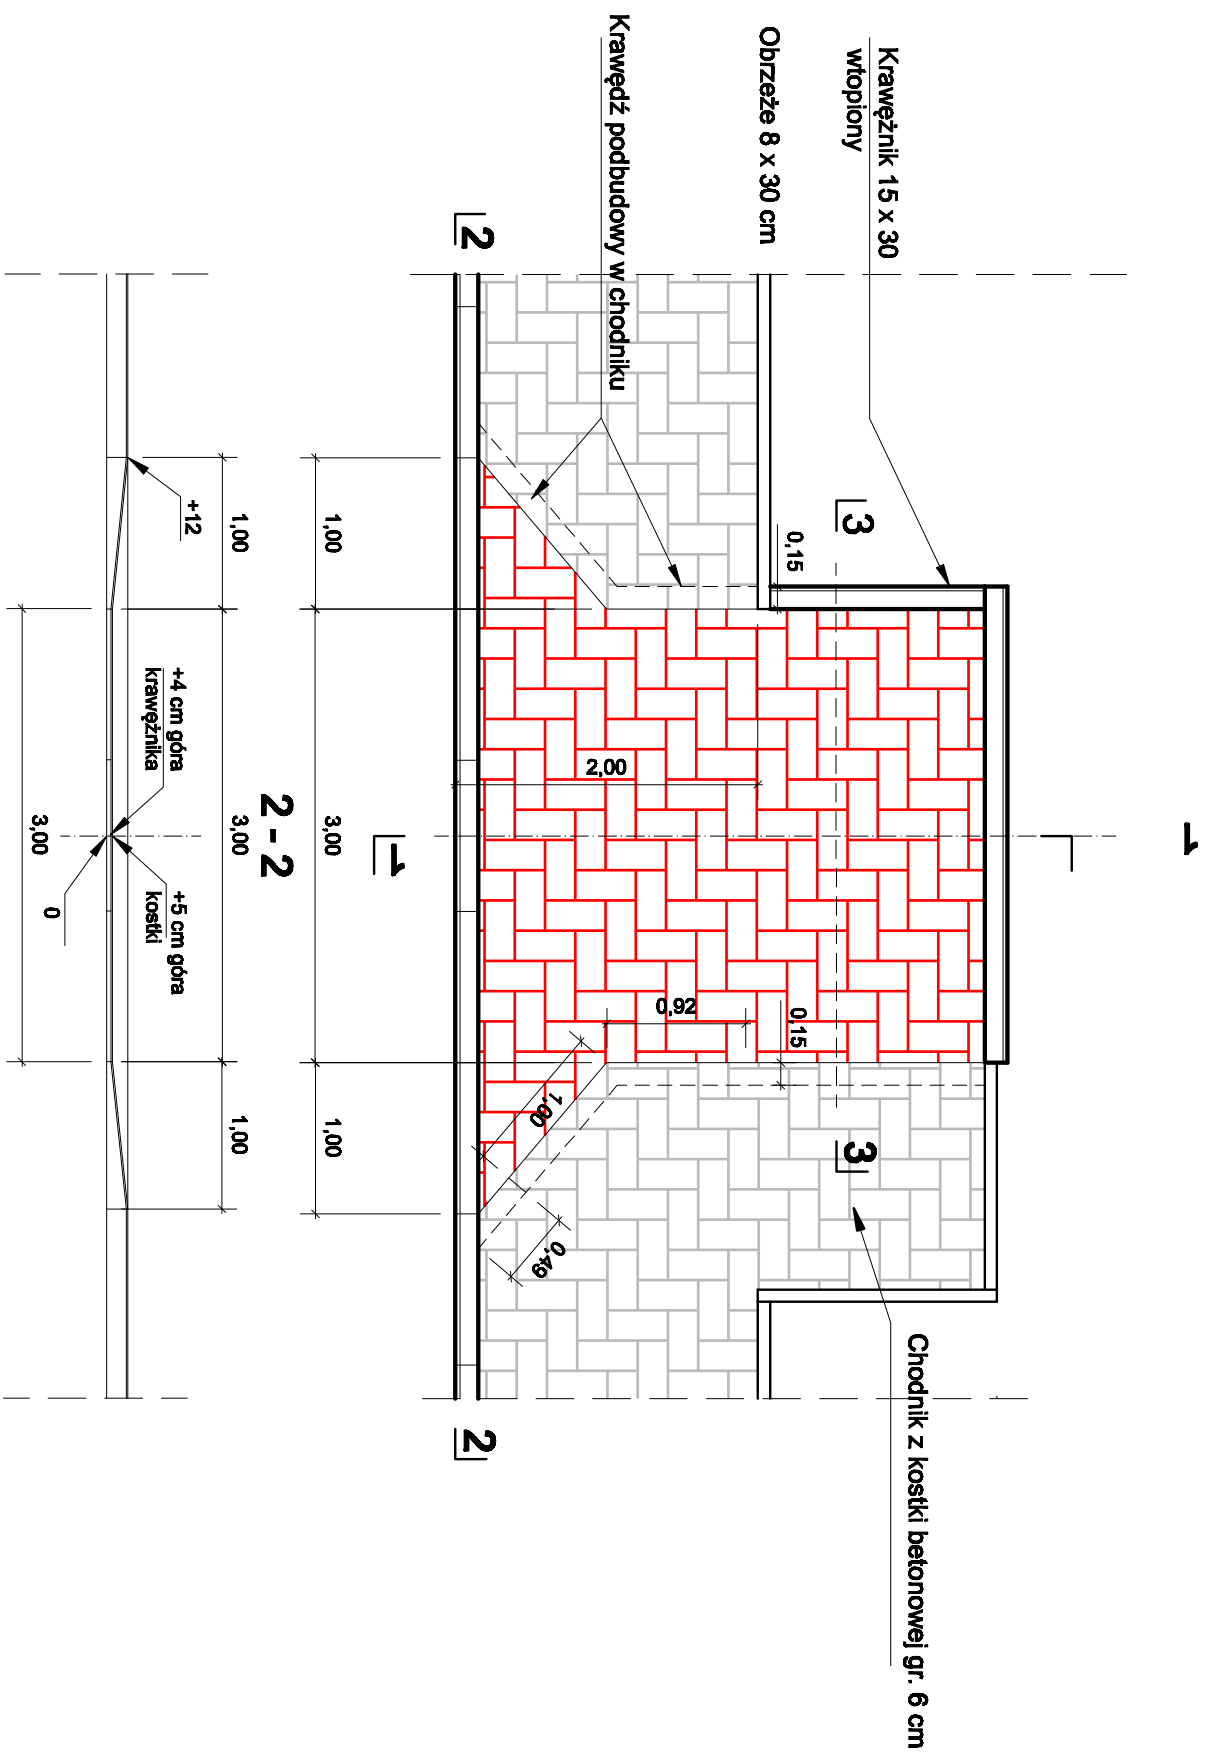 Krawężnik 15 x 30
wtopiony
Obrzeże 8 x 30 cm
Krawędź podbudowy w chodniku
1
3
3
0,15
0,15
2,00
0,92
1,00
0,49
Chodnik z kostki betonowej gr. 6 cm
2
2
1
1,00
3,00
1,00
2 - 2
1,00
3,00
1,00
+12
+4 cm góra
krawężnika
+5 cm góra
kostki
0
3,00